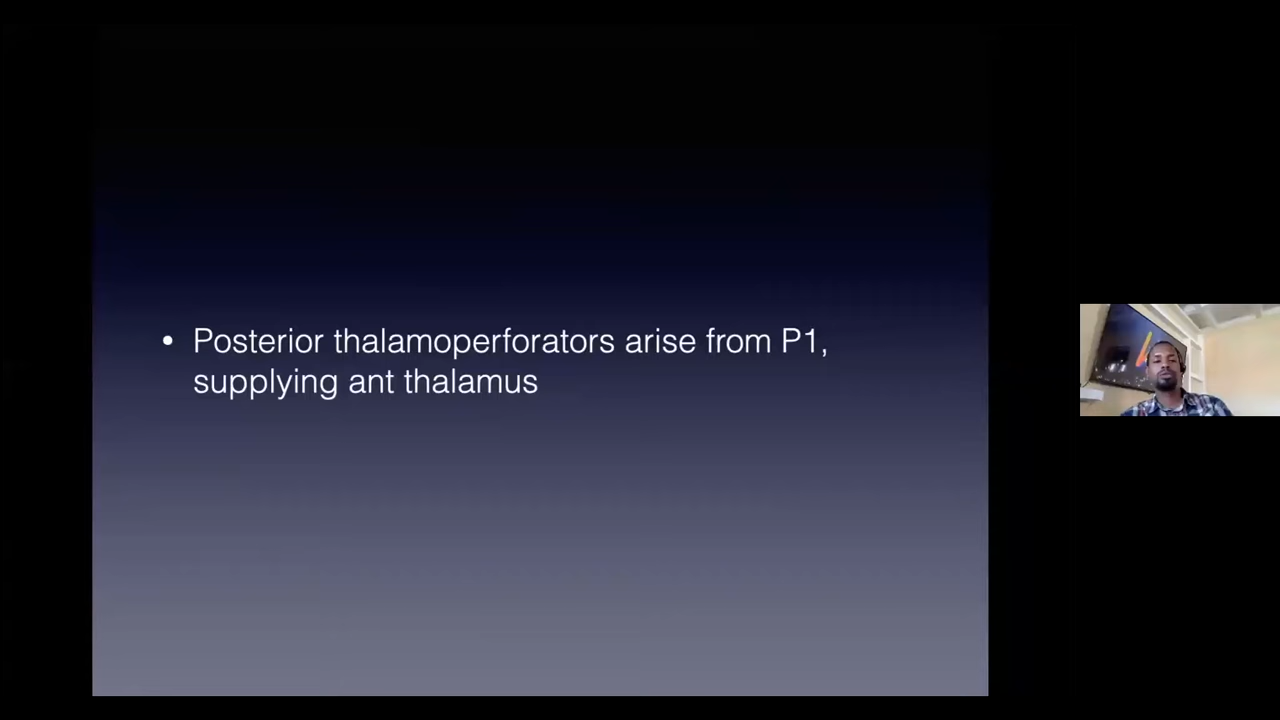 • Posterior thalamoperforators arise from P1,
supplying ant thalamus